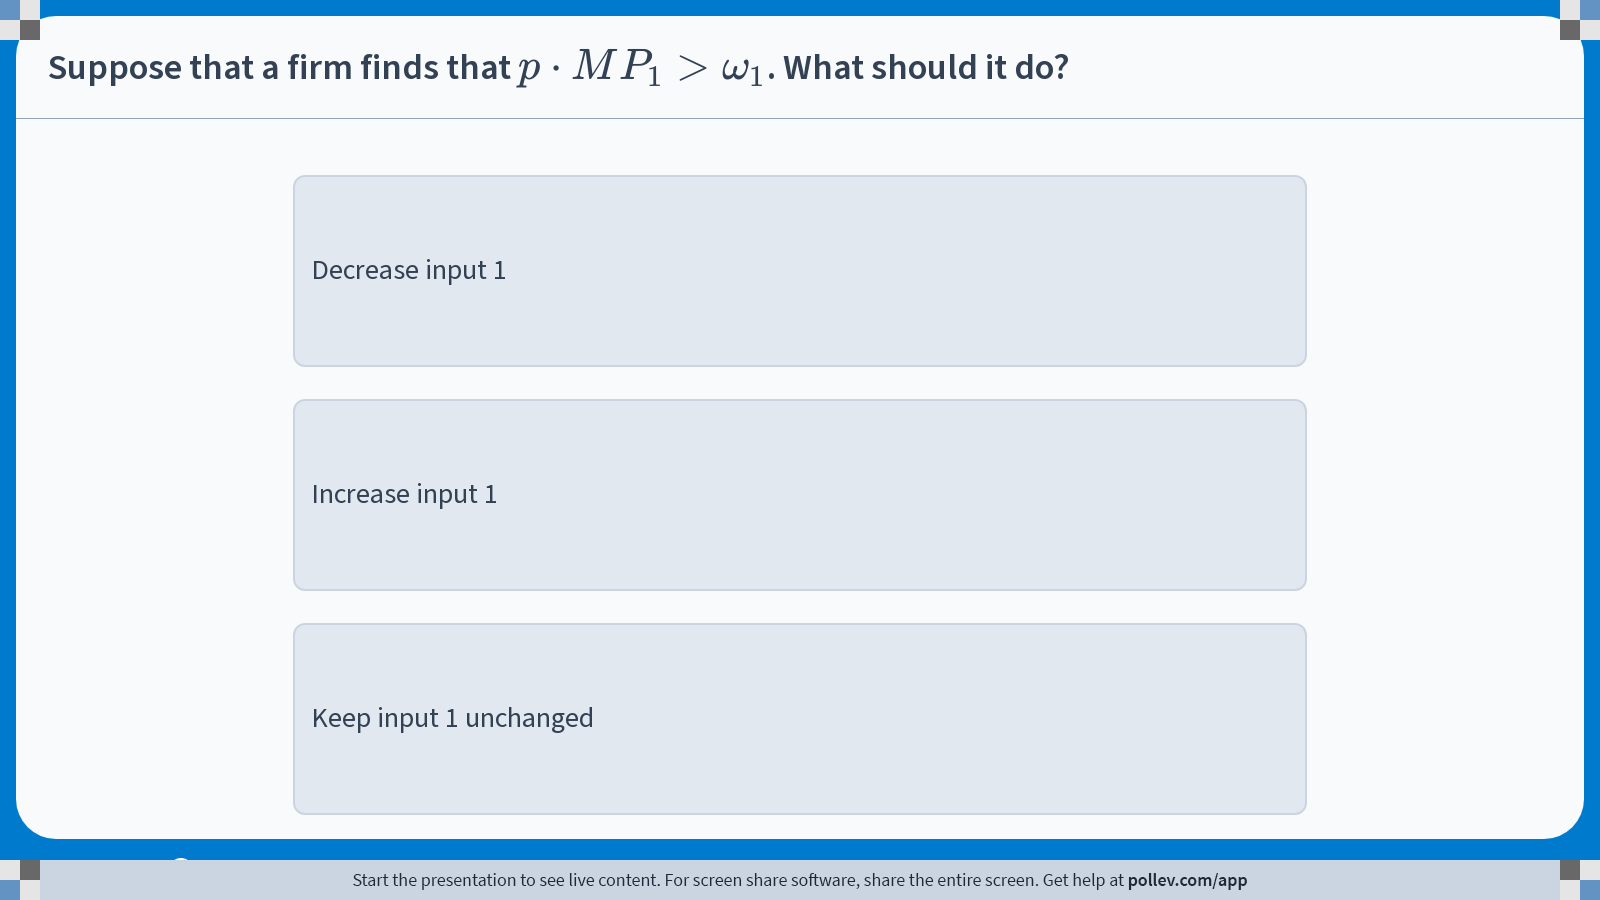 Suppose that a firm finds that p · MP₁ > ω₁. What should it do?
Decrease input 1
Increase input 1
Keep input 1 unchanged
Start the presentation to see live content. For screen share software, share the entire screen. Get help at pollev.com/app